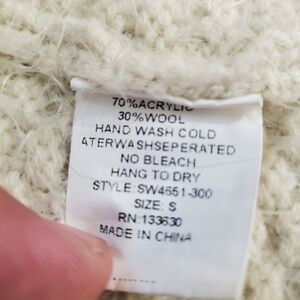 70%ACRYLIC
30%WOOL
HAND WASH COLD
ATERWASHSEPERATED
NO BLEACH
HANG TO DRY
STYLE:SW4661-300
SIZE: S
RN:133630
MADE IN CHINA